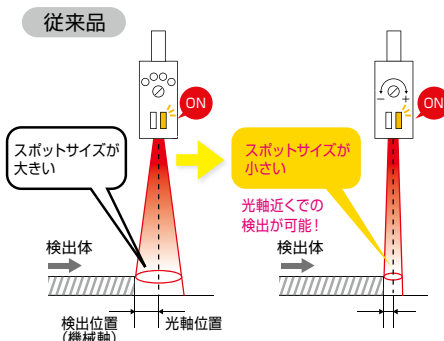 従来品
ON
スポットサイズが
大きい
検出体
検出位置
（機械軸）
光軸位置
− +
ON
スポットサイズが
小さい
光軸近くでの
検出が可能！
検出体